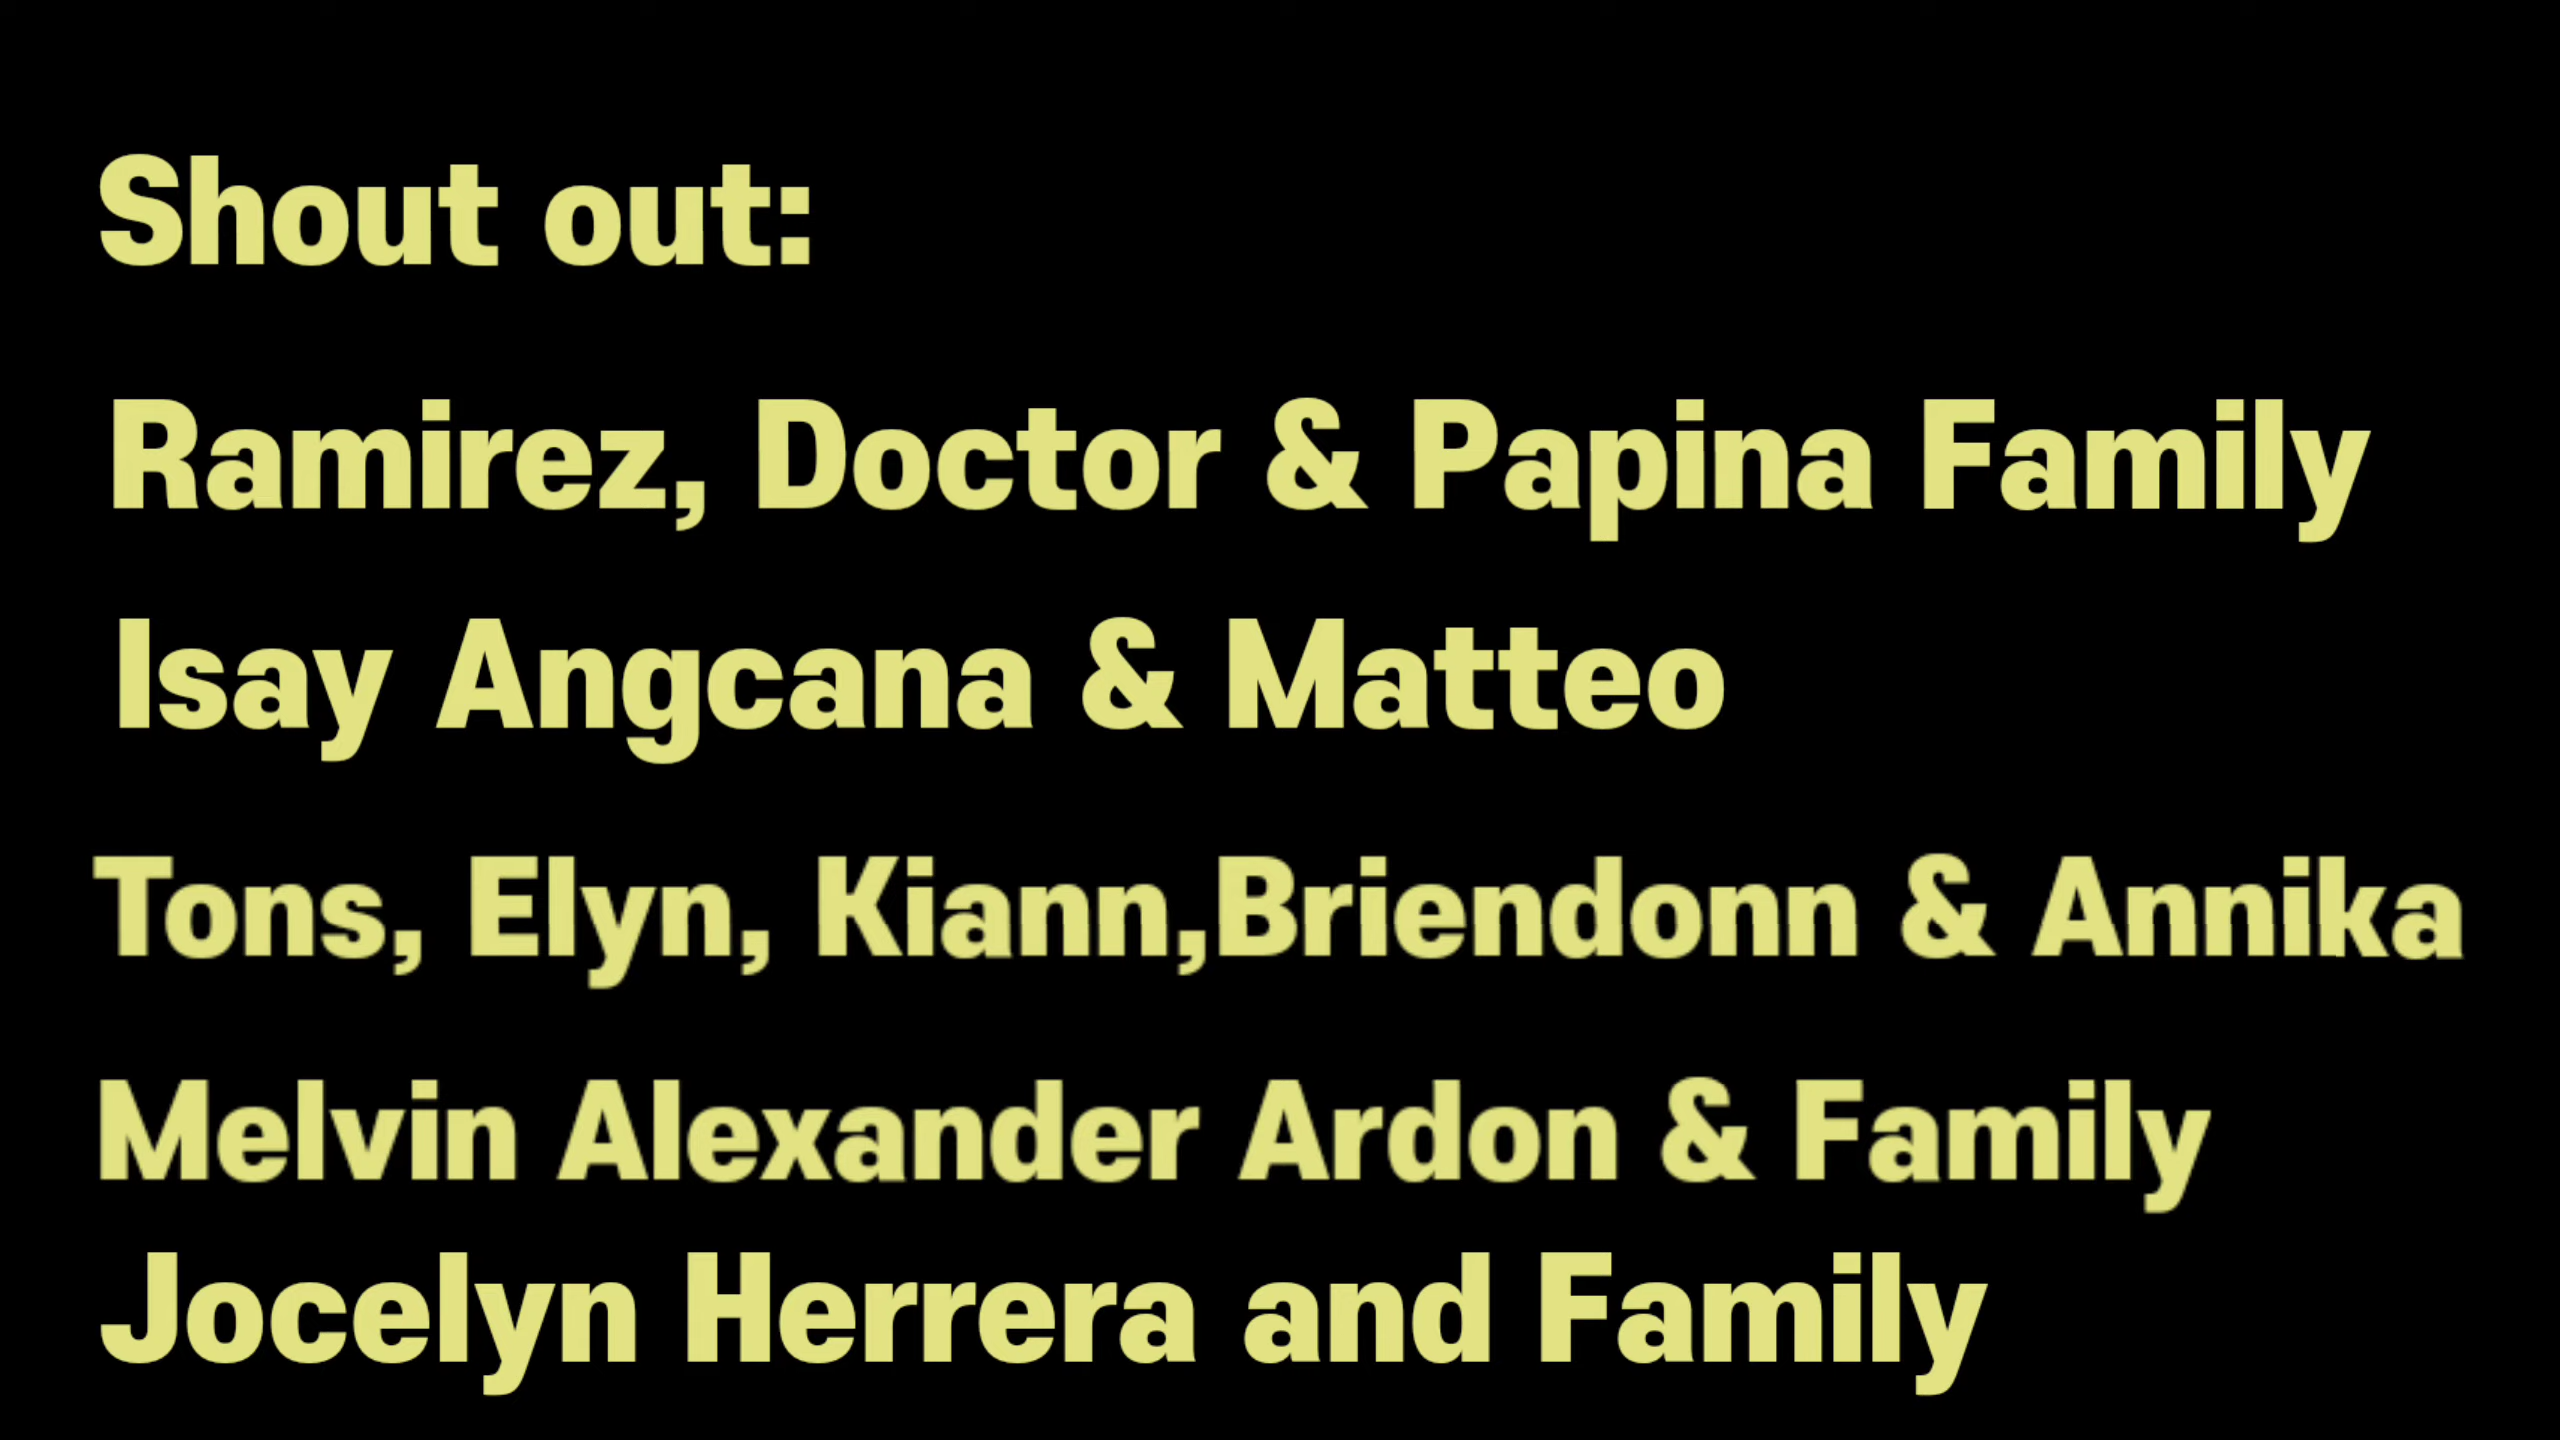 Shout out:
Ramirez, Doctor & Papina Family
Isay Angcana & Matteo
Tons, Elyn, Kiann,Briendonn & Annika
Melvin Alexander Ardon & Family
Jocelyn Herrera and Family